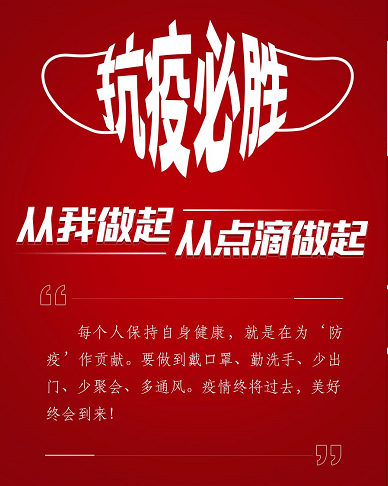 抗疫必胜
从我做起
从点滴做起
每个人保持自身健康，就是在为‘防
疫’作贡献。要做到戴口罩、勤洗手、少出
门、少聚会、多通风。疫情终将过去，美好
终会到来！